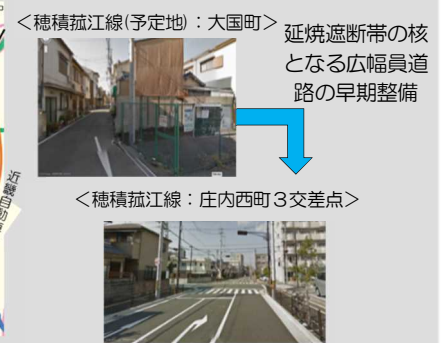 <穂積菰江線(予定地)：大国町>
延焼遮断帯の核
となる広幅員道
路の早期整備
<穂積菰江線：庄内西町３交差点>
近畿自動